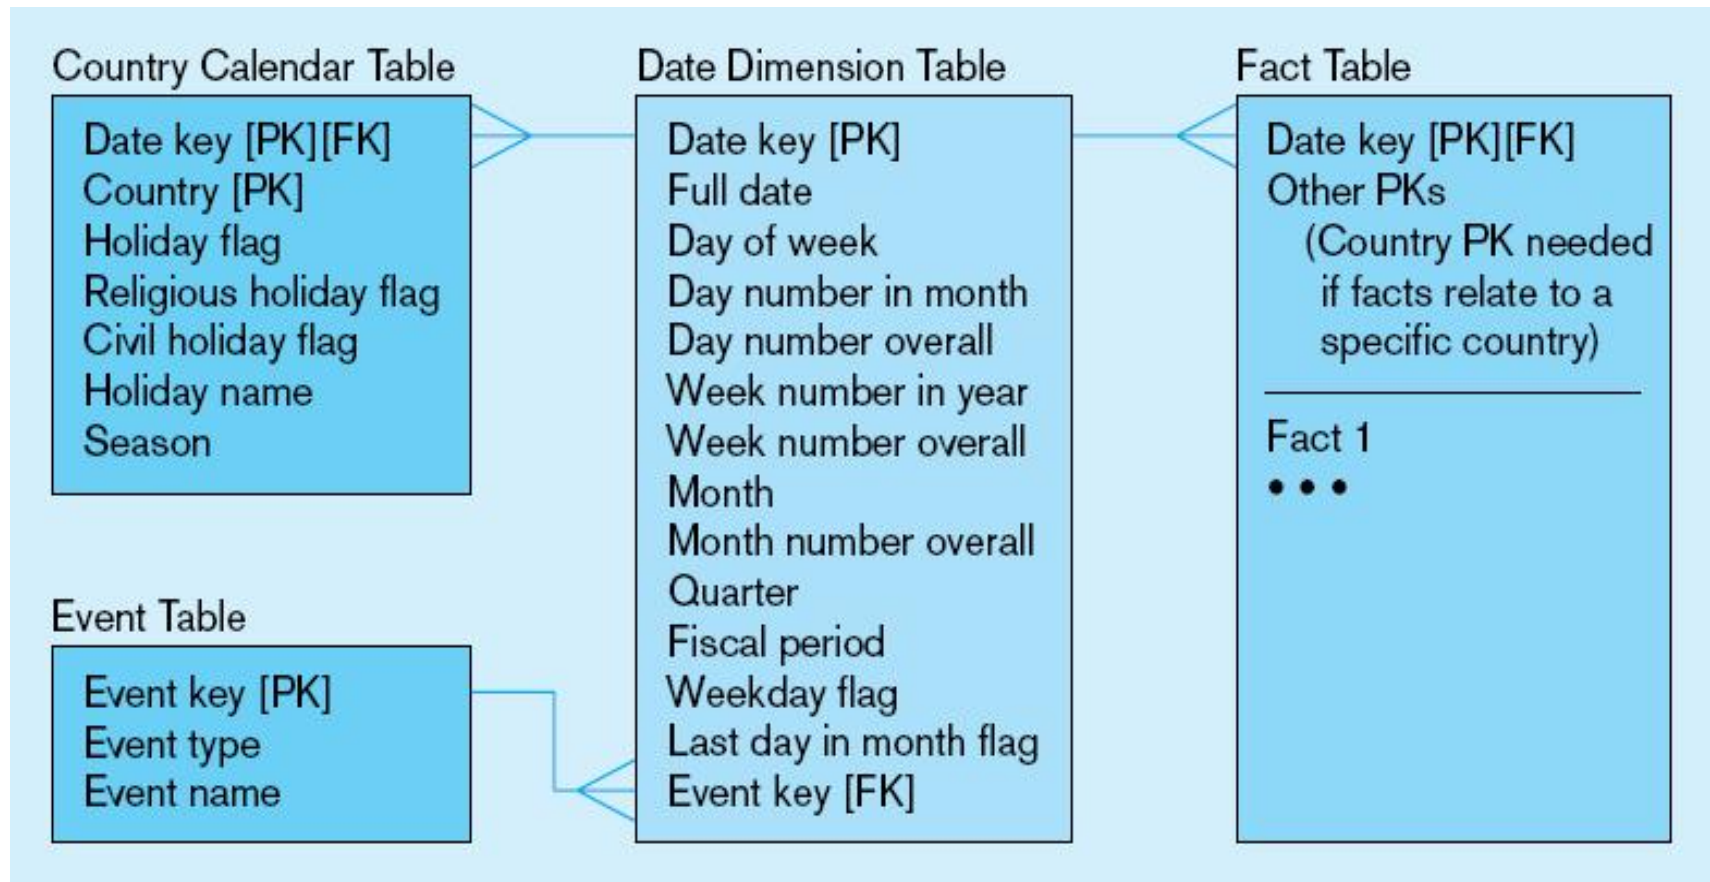 Country Calendar Table
Date key [PK][FK]
Country [PK]
Holiday flag
Religious holiday flag
Civil holiday flag
Holiday name
Season
Event Table
Event key [PK]
Event type
Event name
Date Dimension Table
Date key [PK]
Full date
Day of week
Day number in month
Day number overall
Week number in year
Week number overall
Month
Month number overall
Quarter
Fiscal period
Weekday flag
Last day in month flag
Event key [FK]
Fact Table
Date key [PK][FK]
Other PKs
(Country PK needed
if facts relate to a
specific country)
Fact 1
• • •